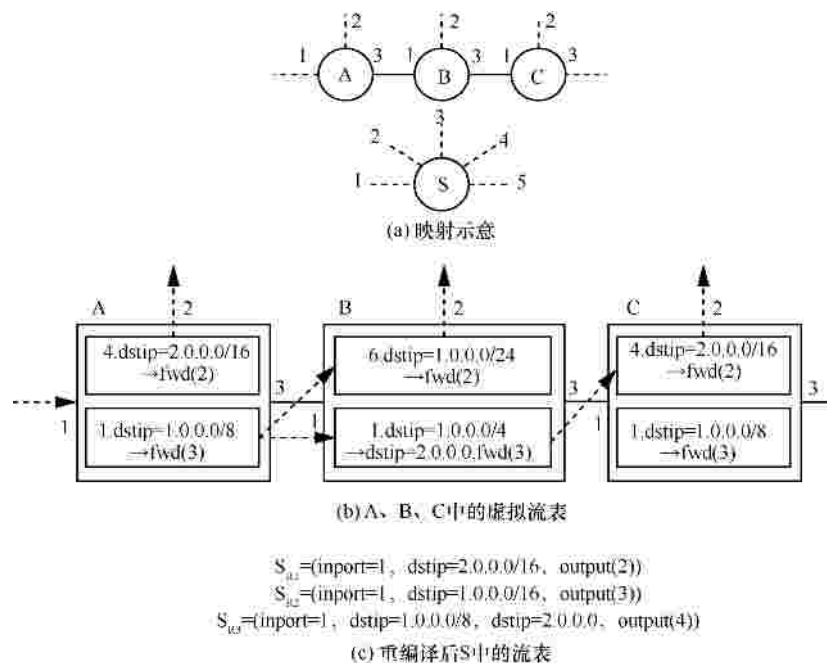 2 2 2
1 A 3 1 B 3 1 C 3
3
2 4
1 S 5
(a) 映射示意
A 2 B 2 C 2
4.dstip=2.0.0.0/16
→fwd(2)
6.dstip=1.0.0.0/24
→fwd(2)
4.dstip=2.0.0.0/16
→fwd(2)
3 3 3
1 1 1
1.dstip=1.0.0.0/8
→fwd(3)
1.dstip=1.0.0.0/4
→dstip=2.0.0.0.fwd(3)
1.dstip=1.0.0.0/8
→fwd(3)
(b) A、B、C中的虚拟流表
=(inport=1, dstip=2.0.0.0/16、output(2))
=(inport=1, dstip=1.0.0.0/16、output(3))
=(inport=1, dstip=1.0.0.0/8, dstip=2.0.0.0、output(4))
(c) 重编译后S中的流表